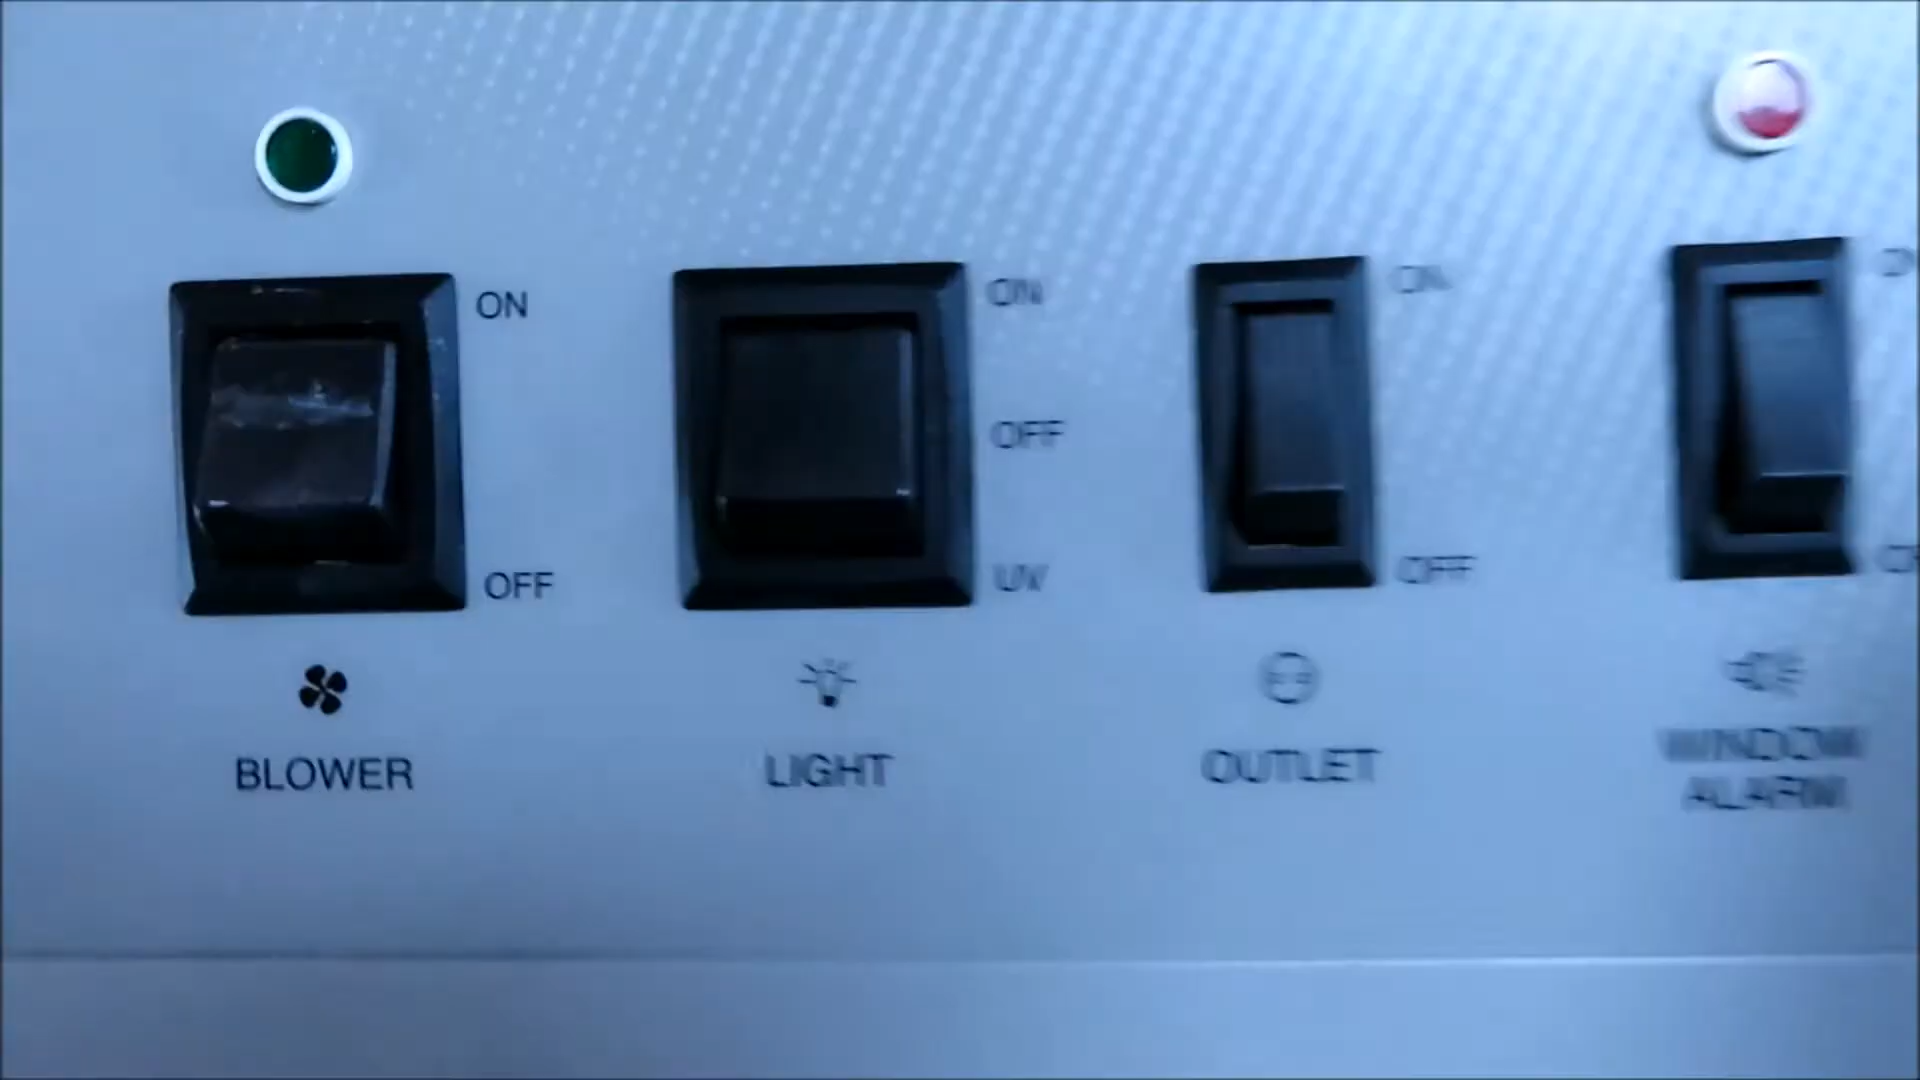 ON
OFF
BLOWER
ON
OFF
UV
LIGHT
ON
OFF
OUTLET
WINDOW
ALARM